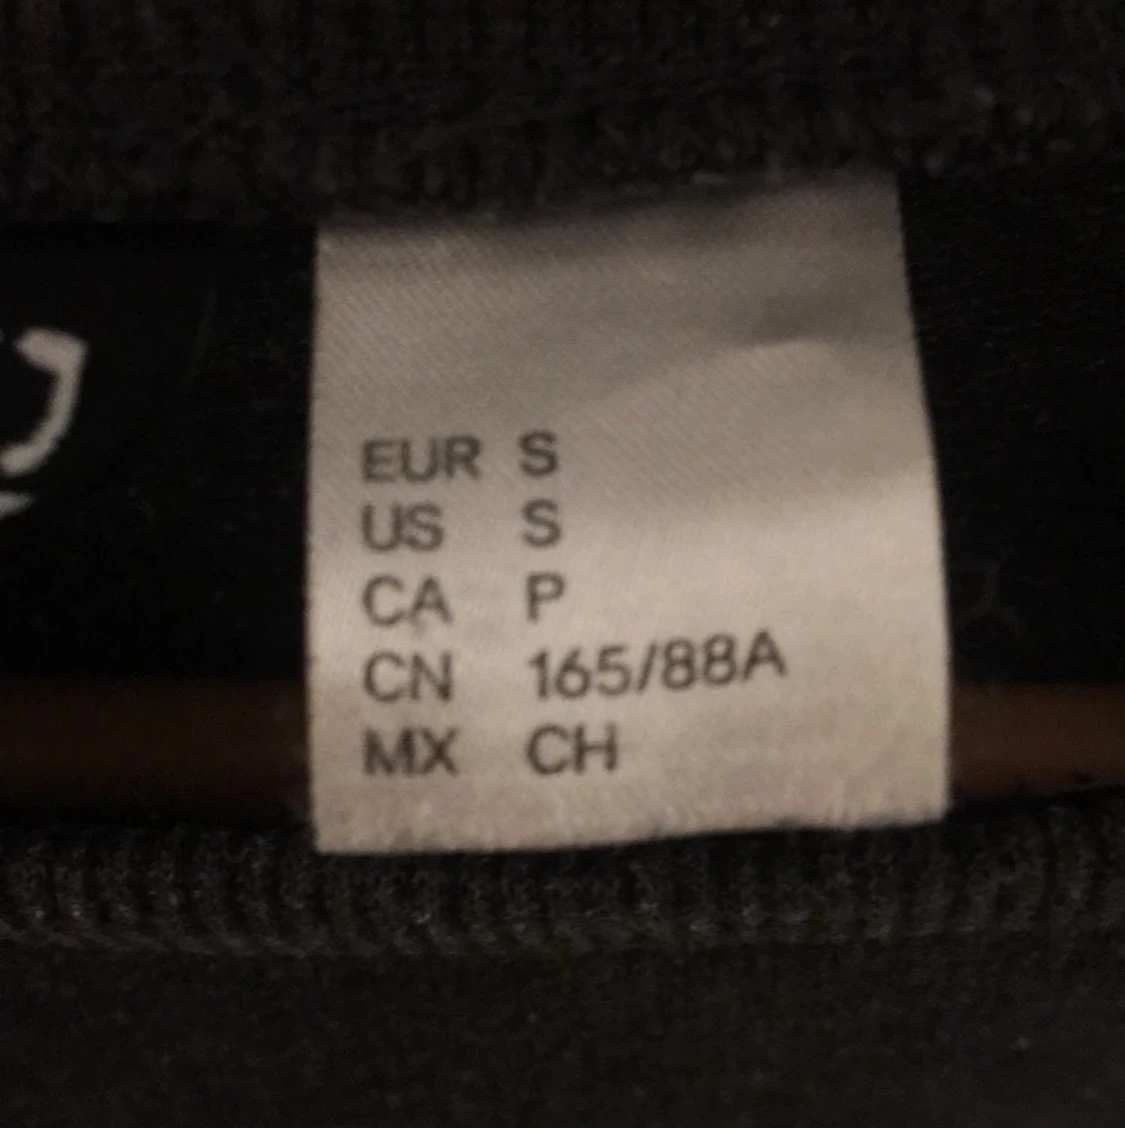 EUR S
US S
CA P
CN 165/88A
MX CH